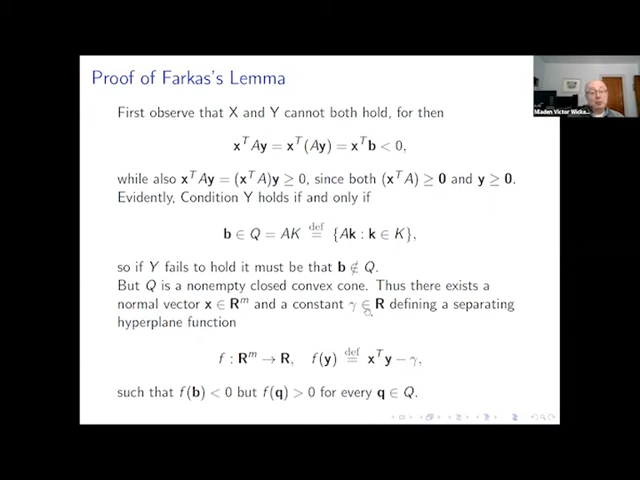 Proof of Farkas's Lemma
Mladen Victor Wicke...
First observe that X and Y cannot both hold, for then
x^T Ay = x^T (Ay) = x^T b < 0,
while also x^T Ay = (x^T A)y ≥ 0, since both (x^T A) ≥ 0 and y ≥ 0.
Evidently, Condition Y holds if and only if
b ∈ Q = AK def= {Ak : k ∈ K},
so if Y fails to hold it must be that b ∉ Q.
But Q is a nonempty closed convex cone. Thus there exists a
normal vector x ∈ R^m and a constant γ ∈ R defining a separating
hyperplane function
f : R^m → R, f(y) def= x^T y − γ,
such that f(b) < 0 but f(q) > 0 for every q ∈ Q.